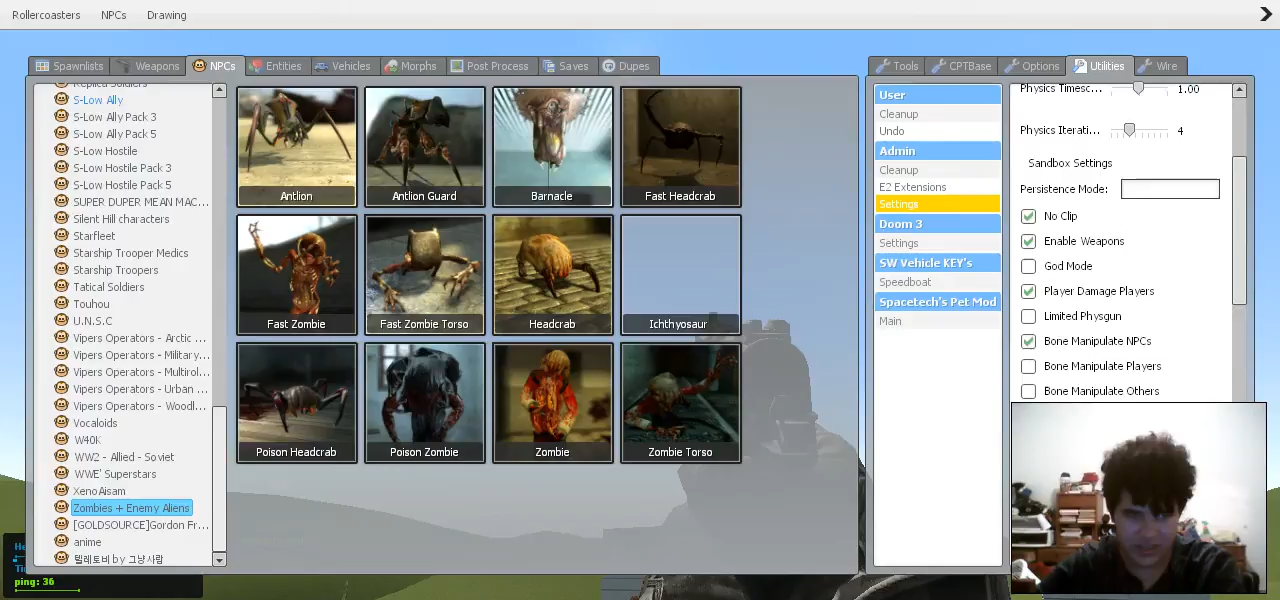 Rollercoasters NPCs Drawing
Spawnlists Weapons NPCs Entities Vehicles Morphs Post Process Saves Dupes
Replica Soldiers
S-Low Ally
S-Low Ally Pack 3
S-Low Ally Pack 5
S-Low Hostile
S-Low Hostile Pack 3
S-Low Hostile Pack 5
SUPER DUPER MEAN MAC...
Silent Hill characters
Starfleet
Starship Trooper Medics
Starship Troopers
Tatical Soldiers
Touhou
U.N.S.C
Vipers Operators - Arctic ...
Vipers Operators - Military...
Vipers Operators - Multirol...
Vipers Operators - Urban ...
Vipers Operators - Woodl...
Vocaloids
W40K
WW2 - Allied - Soviet
WWE' Superstars
XenoAisam
Zombies + Enemy Aliens
[GOLDSOURCE]Gordon Fr...
anime
텔레토비 by 그냥사람
Antlion Antlion Guard Barnacle Fast Headcrab
Fast Zombie Fast Zombie Torso Headcrab Ichthyosaur
Poison Headcrab Poison Zombie Zombie Zombie Torso
Tools CPTBase Options Utilities Wire
User
Cleanup
Undo
Admin
Cleanup
E2 Extensions
Settings
Doom 3
Settings
SW Vehicle KEY's
Speedboat
Spacetech's Pet Mod
Main
Physics Timesc... 1.00
Physics Iterati... 4
Sandbox Settings
Persistence Mode:
No Clip
Enable Weapons
God Mode
Player Damage Players
Limited Physgun
Bone Manipulate NPCs
Bone Manipulate Players
Bone Manipulate Others
ping: 36